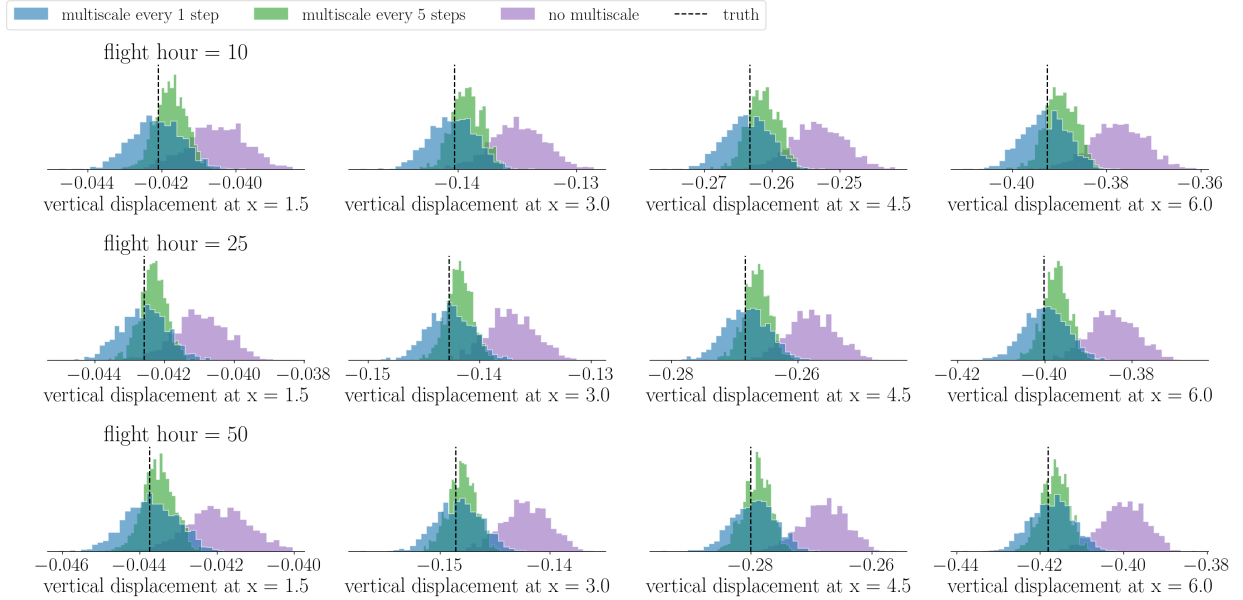 multiscale every 1 step multiscale every 5 steps no multiscale truth
flight hour = 10
−0.044 −0.042 −0.040 −0.14 −0.13 −0.27 −0.26 −0.25 −0.40 −0.38 −0.36
vertical displacement at x = 1.5 vertical displacement at x = 3.0 vertical displacement at x = 4.5 vertical displacement at x = 6.0
flight hour = 25
−0.044 −0.042 −0.040 −0.038 −0.15 −0.14 −0.13 −0.28 −0.26 −0.42 −0.40 −0.38
vertical displacement at x = 1.5 vertical displacement at x = 3.0 vertical displacement at x = 4.5 vertical displacement at x = 6.0
flight hour = 50
−0.046 −0.044 −0.042 −0.040 −0.15 −0.14 −0.28 −0.26 −0.44 −0.42 −0.40 −0.38
vertical displacement at x = 1.5 vertical displacement at x = 3.0 vertical displacement at x = 4.5 vertical displacement at x = 6.0